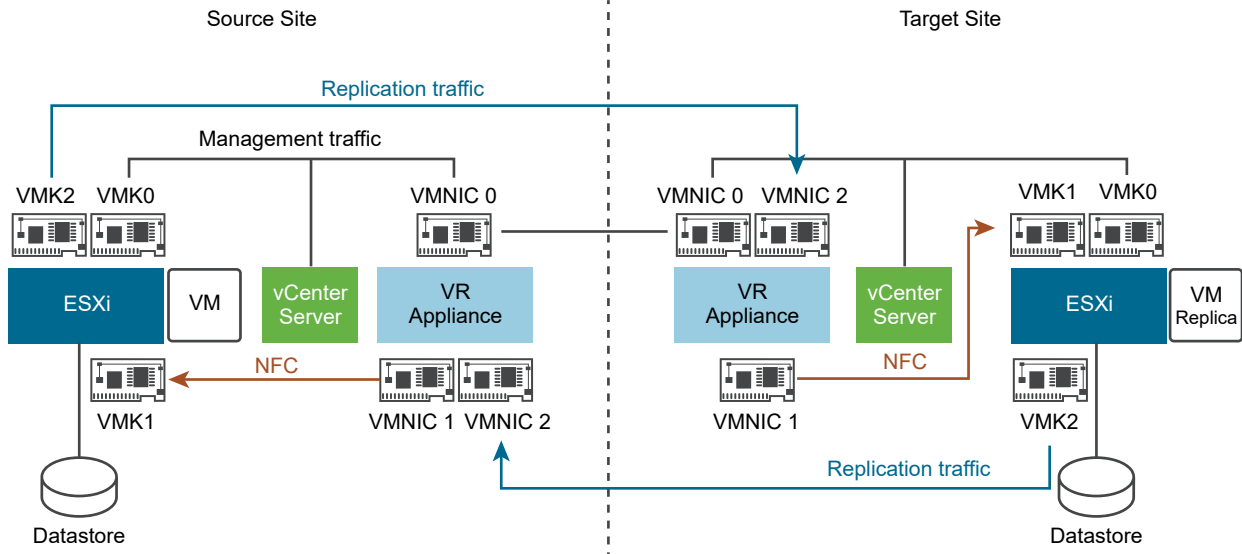 Source Site
Target Site
Replication traffic
Management traffic
VMK2
VMK0
VMNIC 0
VMNIC 0
VMNIC 2
VMK1
VMK0
ESXi
VM
vCenter
Server
VR
Appliance
VR
Appliance
vCenter
Server
ESXi
VM
Replica
NFC
NFC
VMK1
VMNIC 1
VMNIC 2
VMNIC 1
VMK2
Replication traffic
Datastore
Datastore